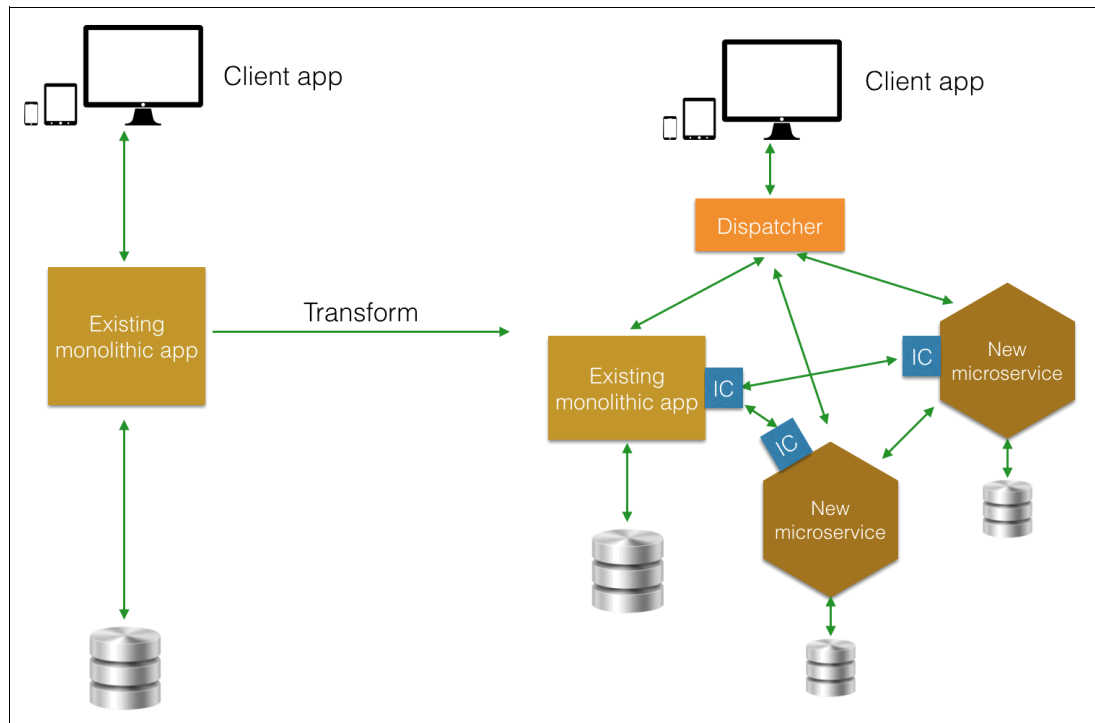 Client app
Existing
monolithic app
Transform
Client app
Dispatcher
Existing
monolithic app
IC
IC
New
microservice
IC
New
microservice